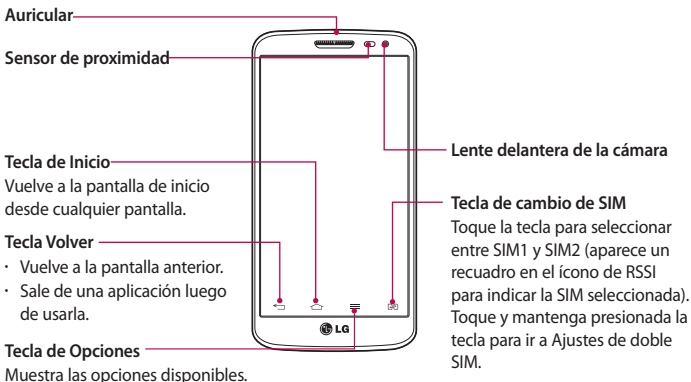 Auricular
Sensor de proximidad
Tecla de Inicio
Vuelve a la pantalla de inicio
desde cualquier pantalla.
Tecla Volver
· Vuelve a la pantalla anterior.
· Sale de una aplicación luego
de usarla.
Tecla de Opciones
Muestra las opciones disponibles.
LG
Lente delantera de la cámara
Tecla de cambio de SIM
Toque la tecla para seleccionar
entre SIM1 y SIM2 (aparece un
recuadro en el ícono de RSSI
para indicar la SIM seleccionada).
Toque y mantenga presionada la
tecla para ir a Ajustes de doble
SIM.